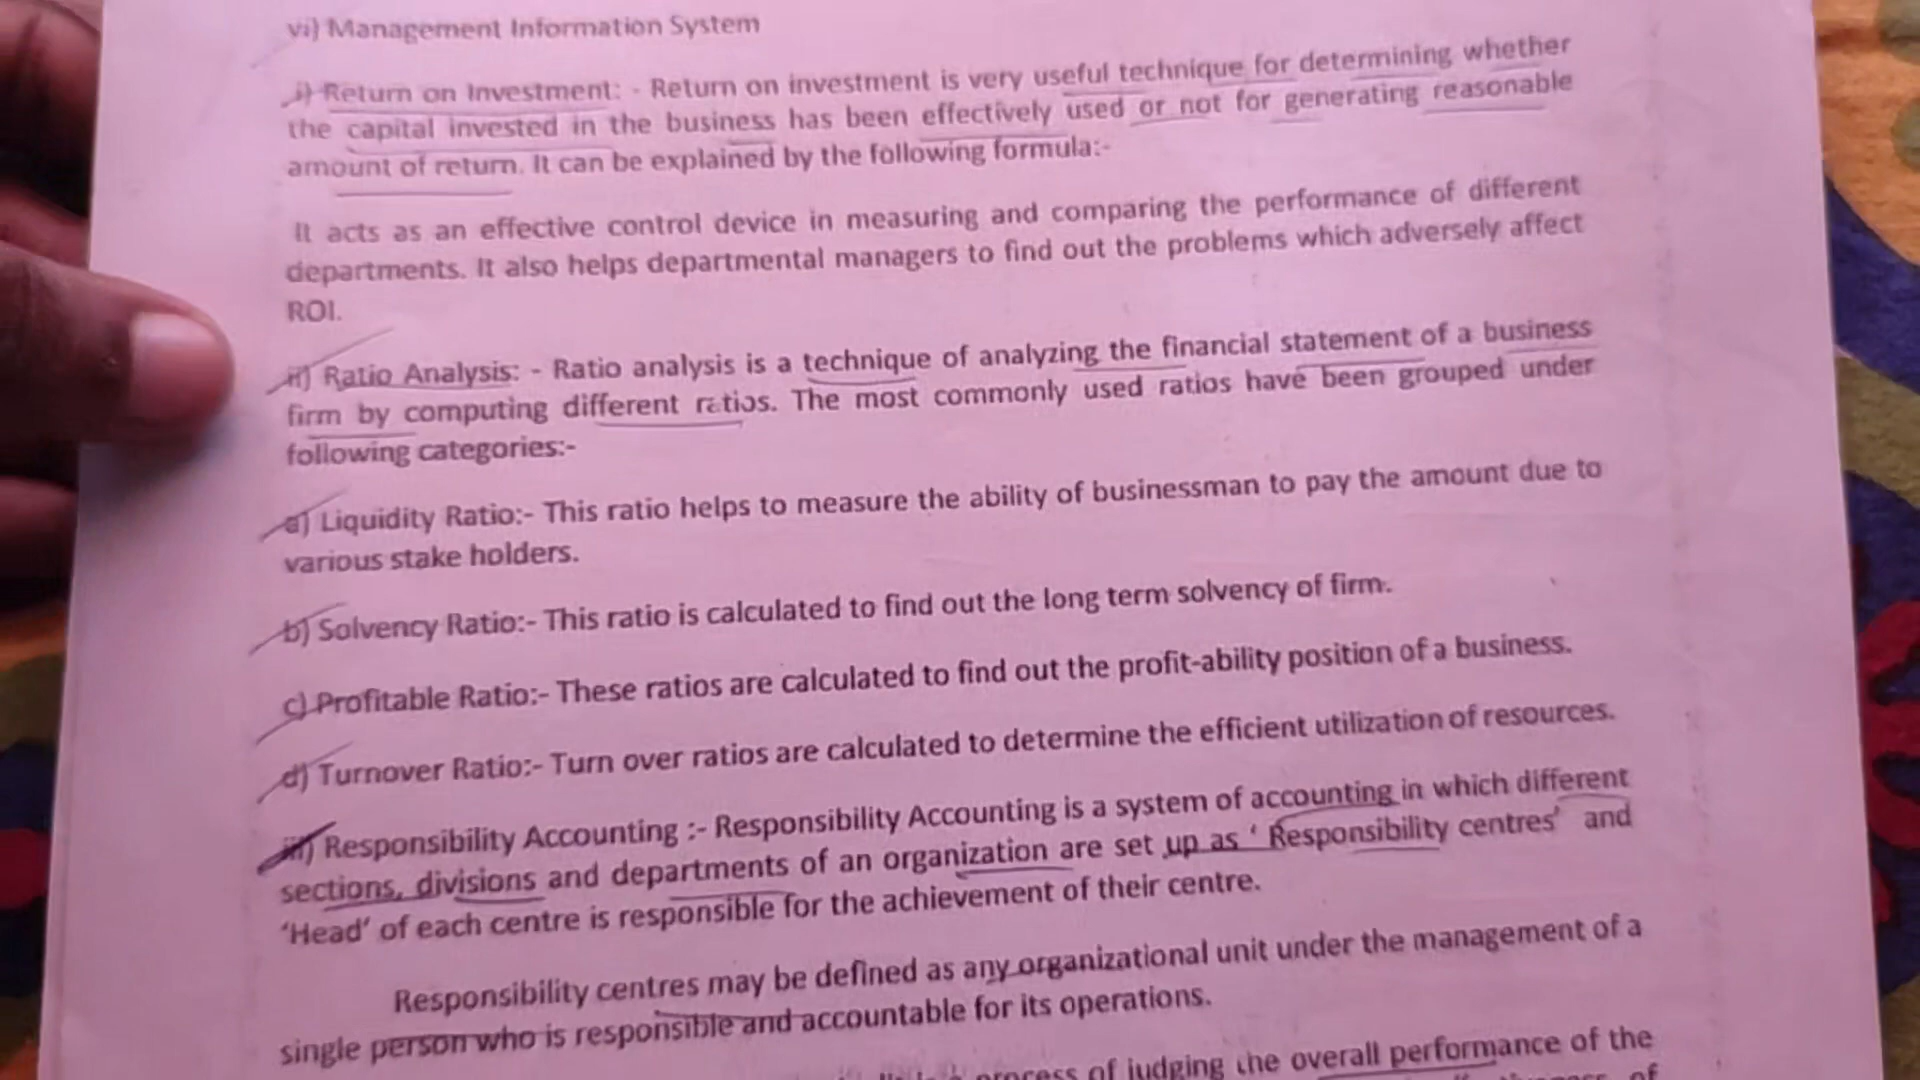 vi) Management Information System
i) Return on Investment: - Return on investment is very useful technique for determining whether
the capital invested in the business has been effectively used or not for generating reasonable
amount of return. It can be explained by the following formula:-
It acts as an effective control device in measuring and comparing the performance of different
departments. It also helps departmental managers to find out the problems which adversely affect
ROI.
ii) Ratio Analysis: - Ratio analysis is a technique of analyzing the financial statement of a business
firm by computing different ratios. The most commonly used ratios have been grouped under
following categories:-
a) Liquidity Ratio:- This ratio helps to measure the ability of businessman to pay the amount due to
various stake holders.
b) Solvency Ratio:- This ratio is calculated to find out the long term solvency of firm.
c) Profitable Ratio:- These ratios are calculated to find out the profit-ability position of a business.
d) Turnover Ratio:- Turn over ratios are calculated to determine the efficient utilization of resources.
iii) Responsibility Accounting :- Responsibility Accounting is a system of accounting in which different
sections, divisions and departments of an organization are set up as ‘ Responsibility centres’ and
‘Head’ of each centre is responsible for the achievement of their centre.
Responsibility centres may be defined as any organizational unit under the management of a
single person who is responsible and accountable for its operations.
process of judging the overall performance of the
of